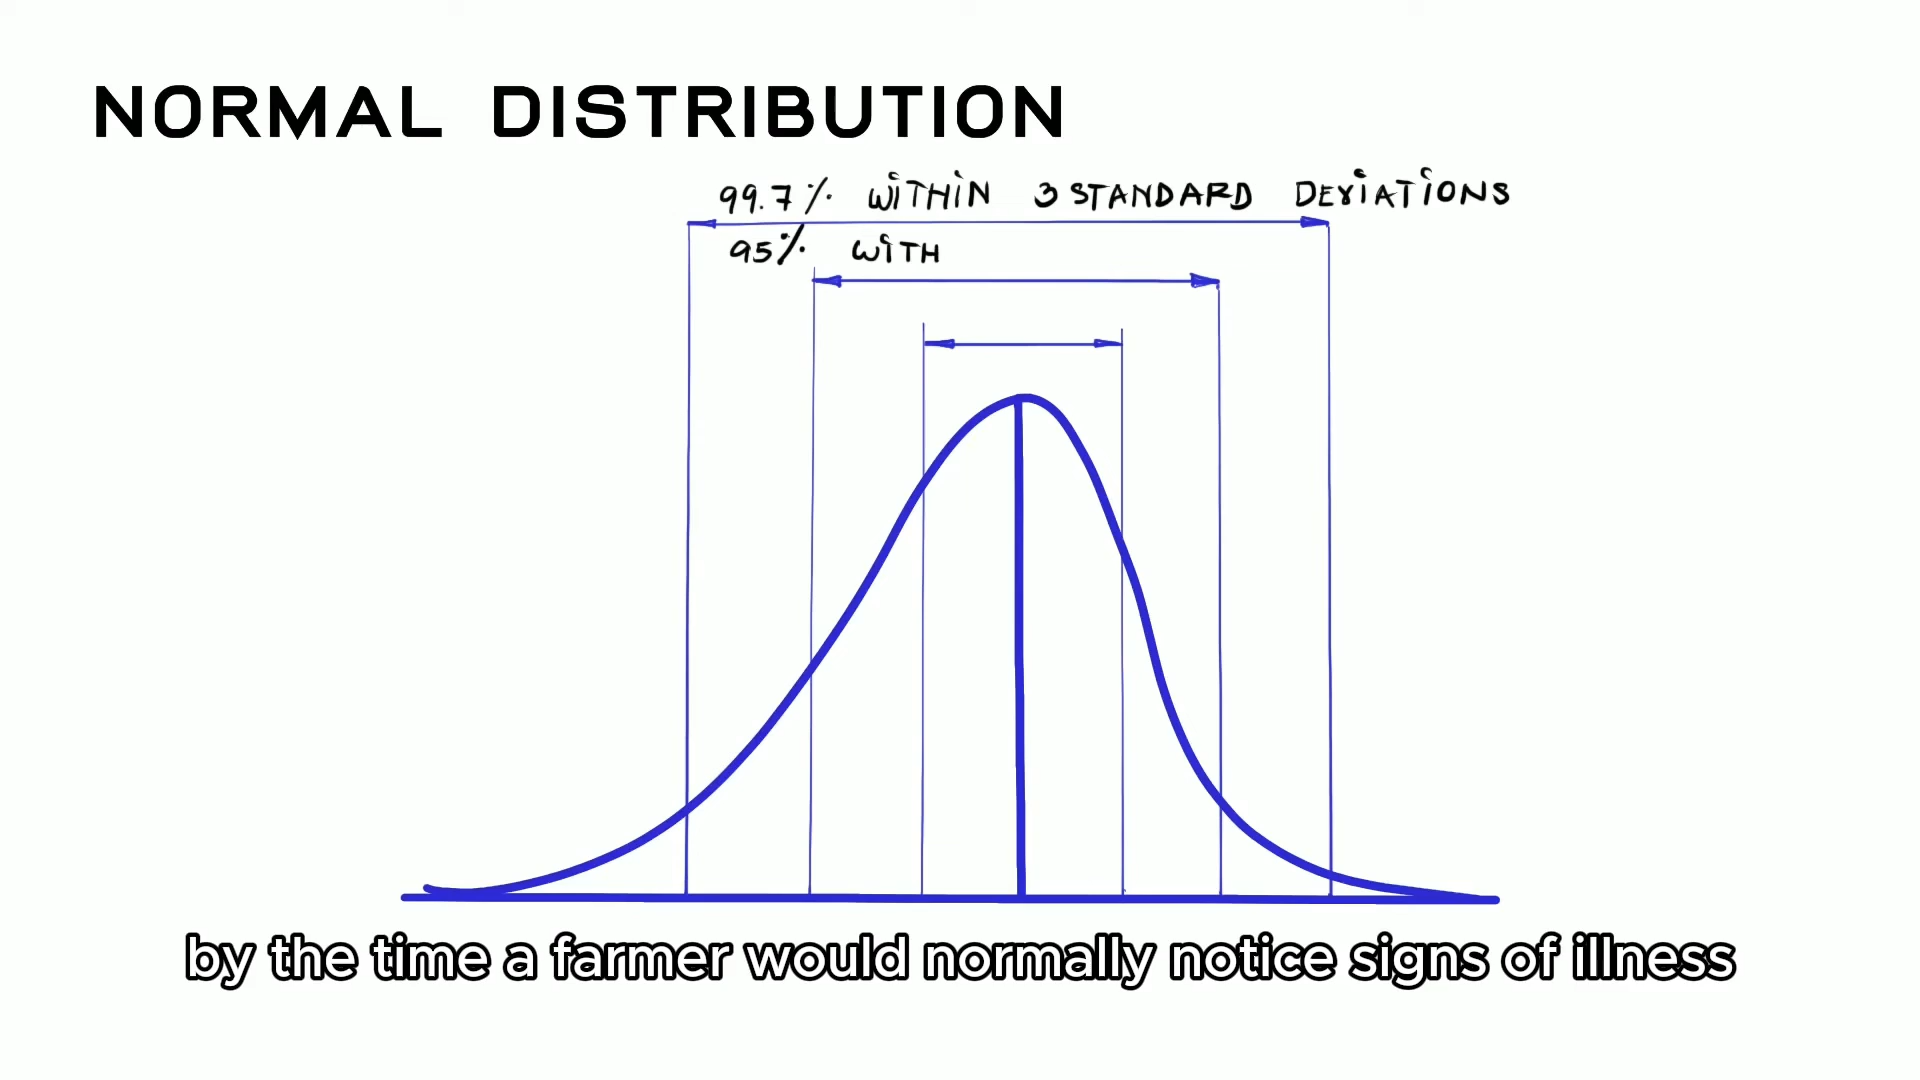 NORMAL DISTRIBUTION
99.7% WiTHiN 3 STANDARD DEViATiONS
95% WiTH
by the time a farmer would normally notice signs of illness